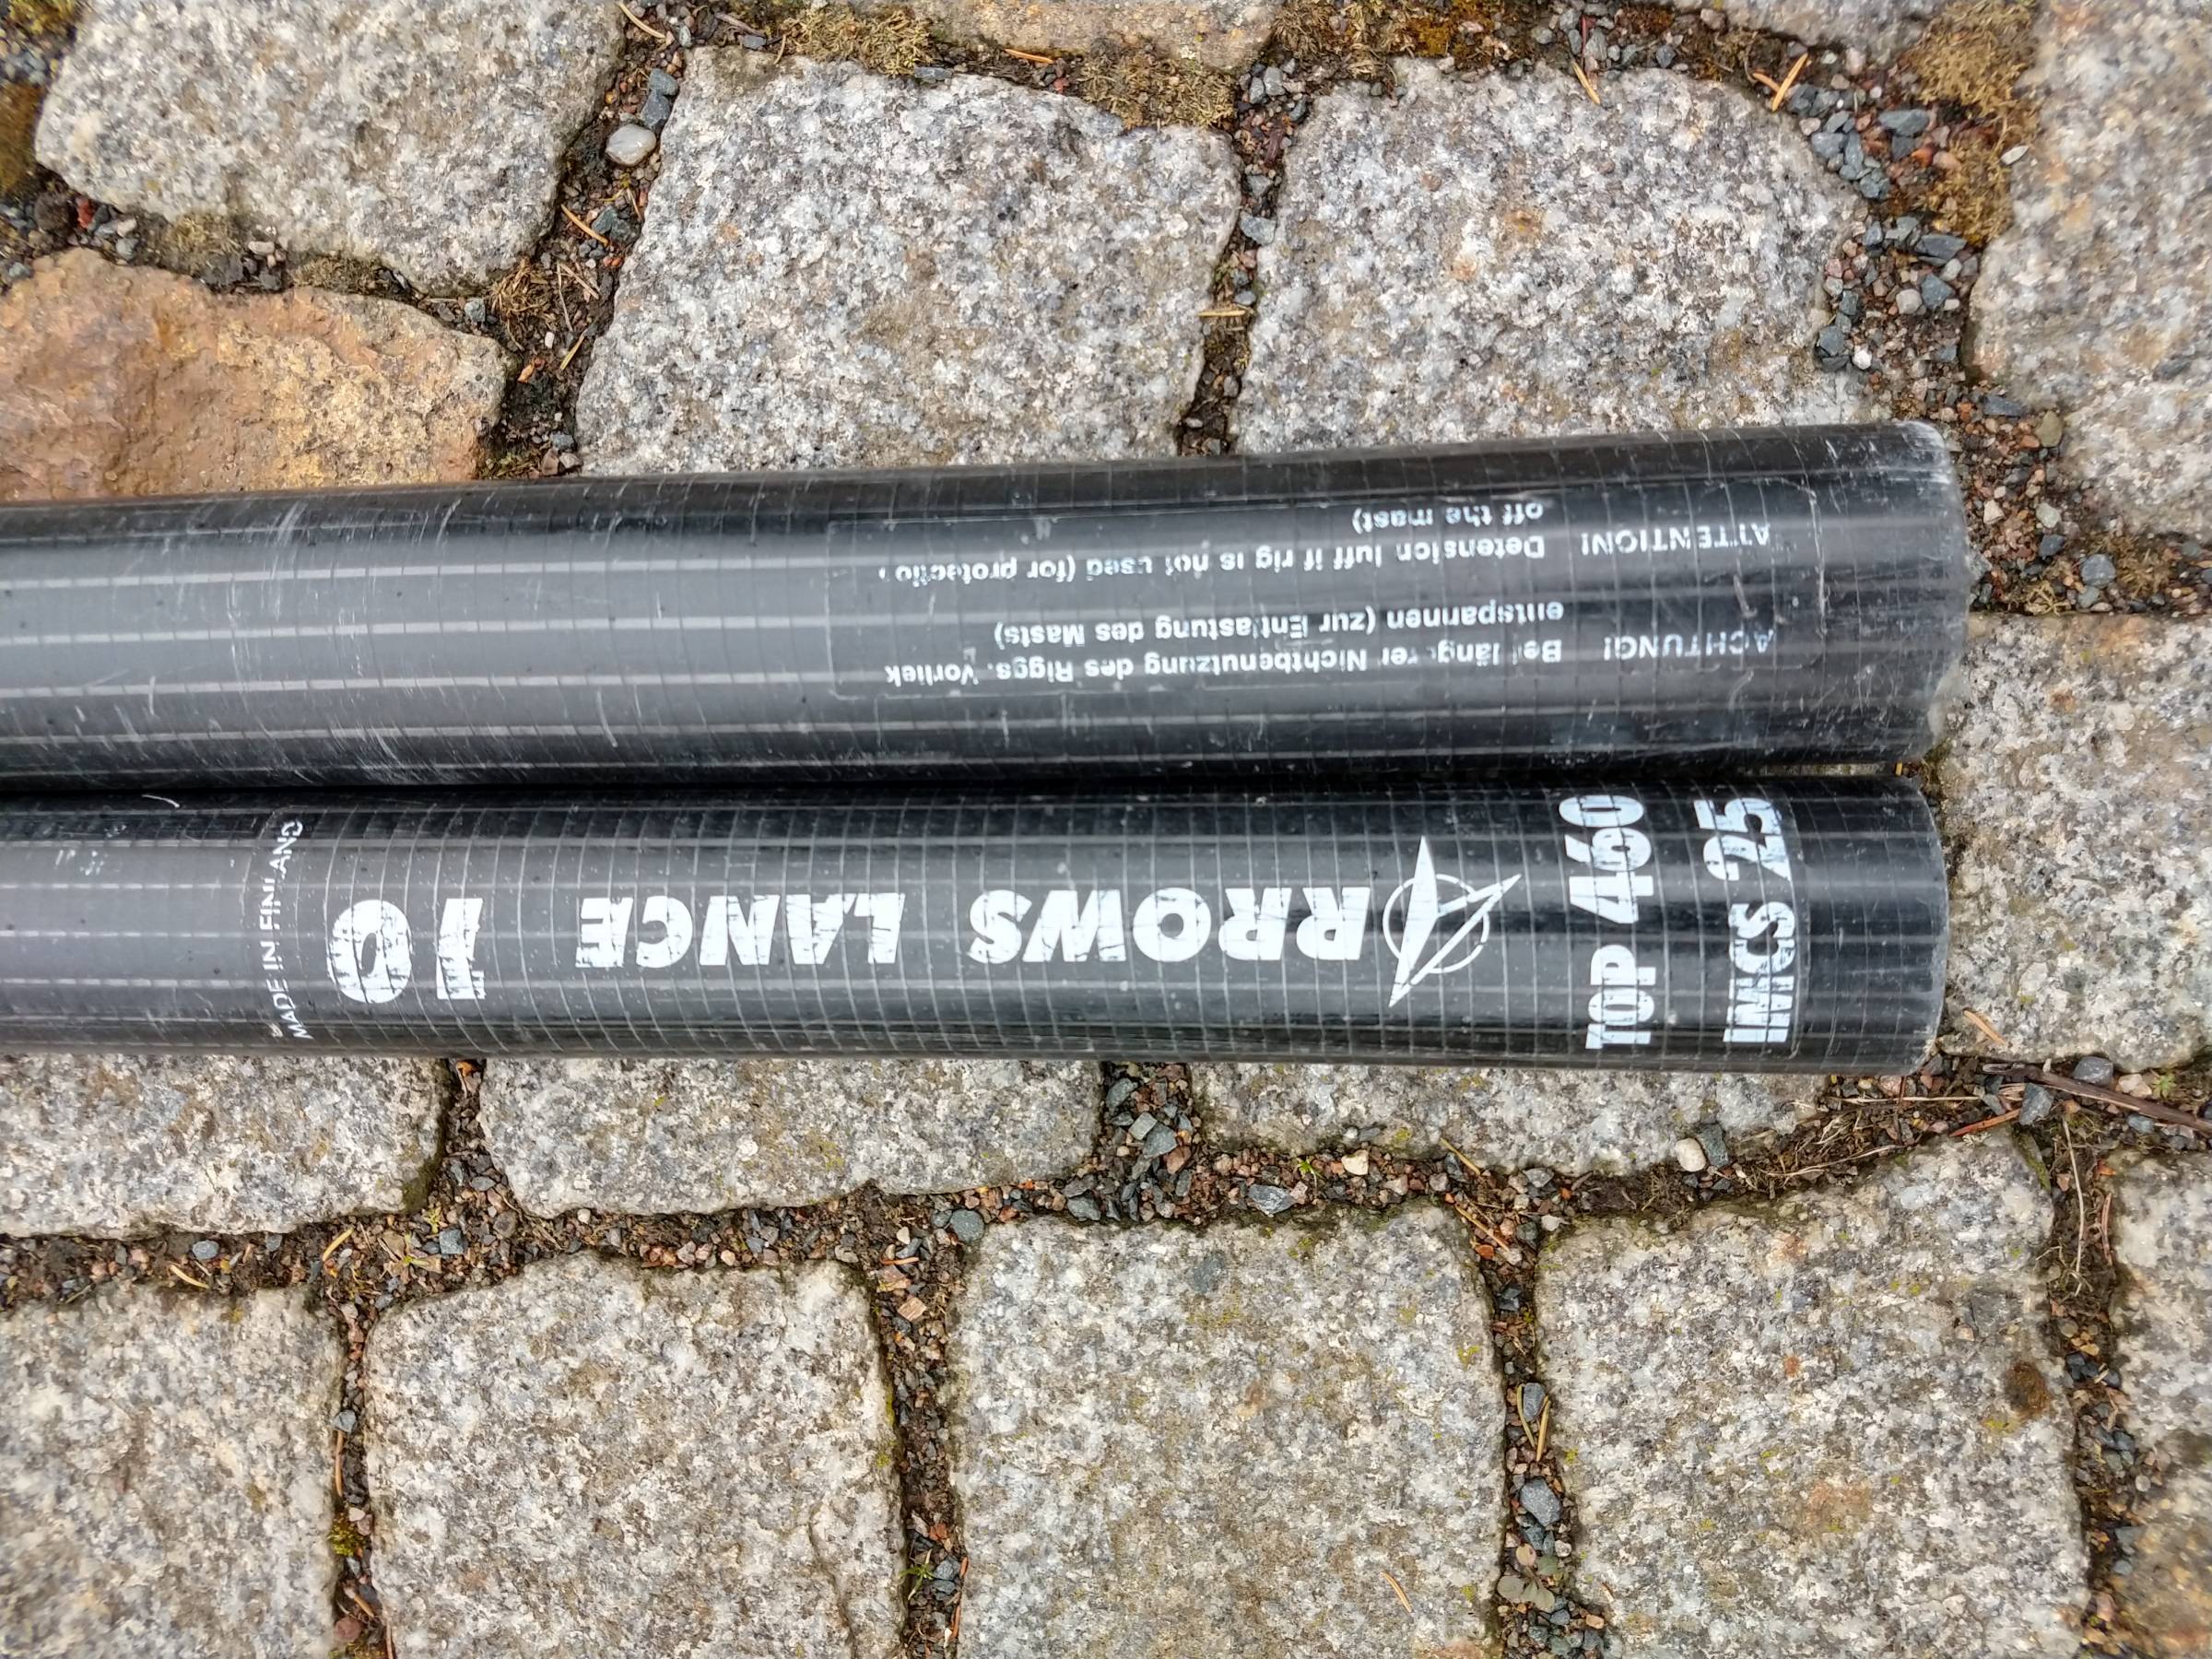 ACHTUNG! Bei längerer Nichtbenutzung des Riggs, Vorliek
entspannen (zur Entlastung des Masts)
ATTENTION! Detension luff if rig is not used (for protection
off the mast)
IMCS 25
TOP 460
ARROWS LANCE 10
MADE IN FINLAND